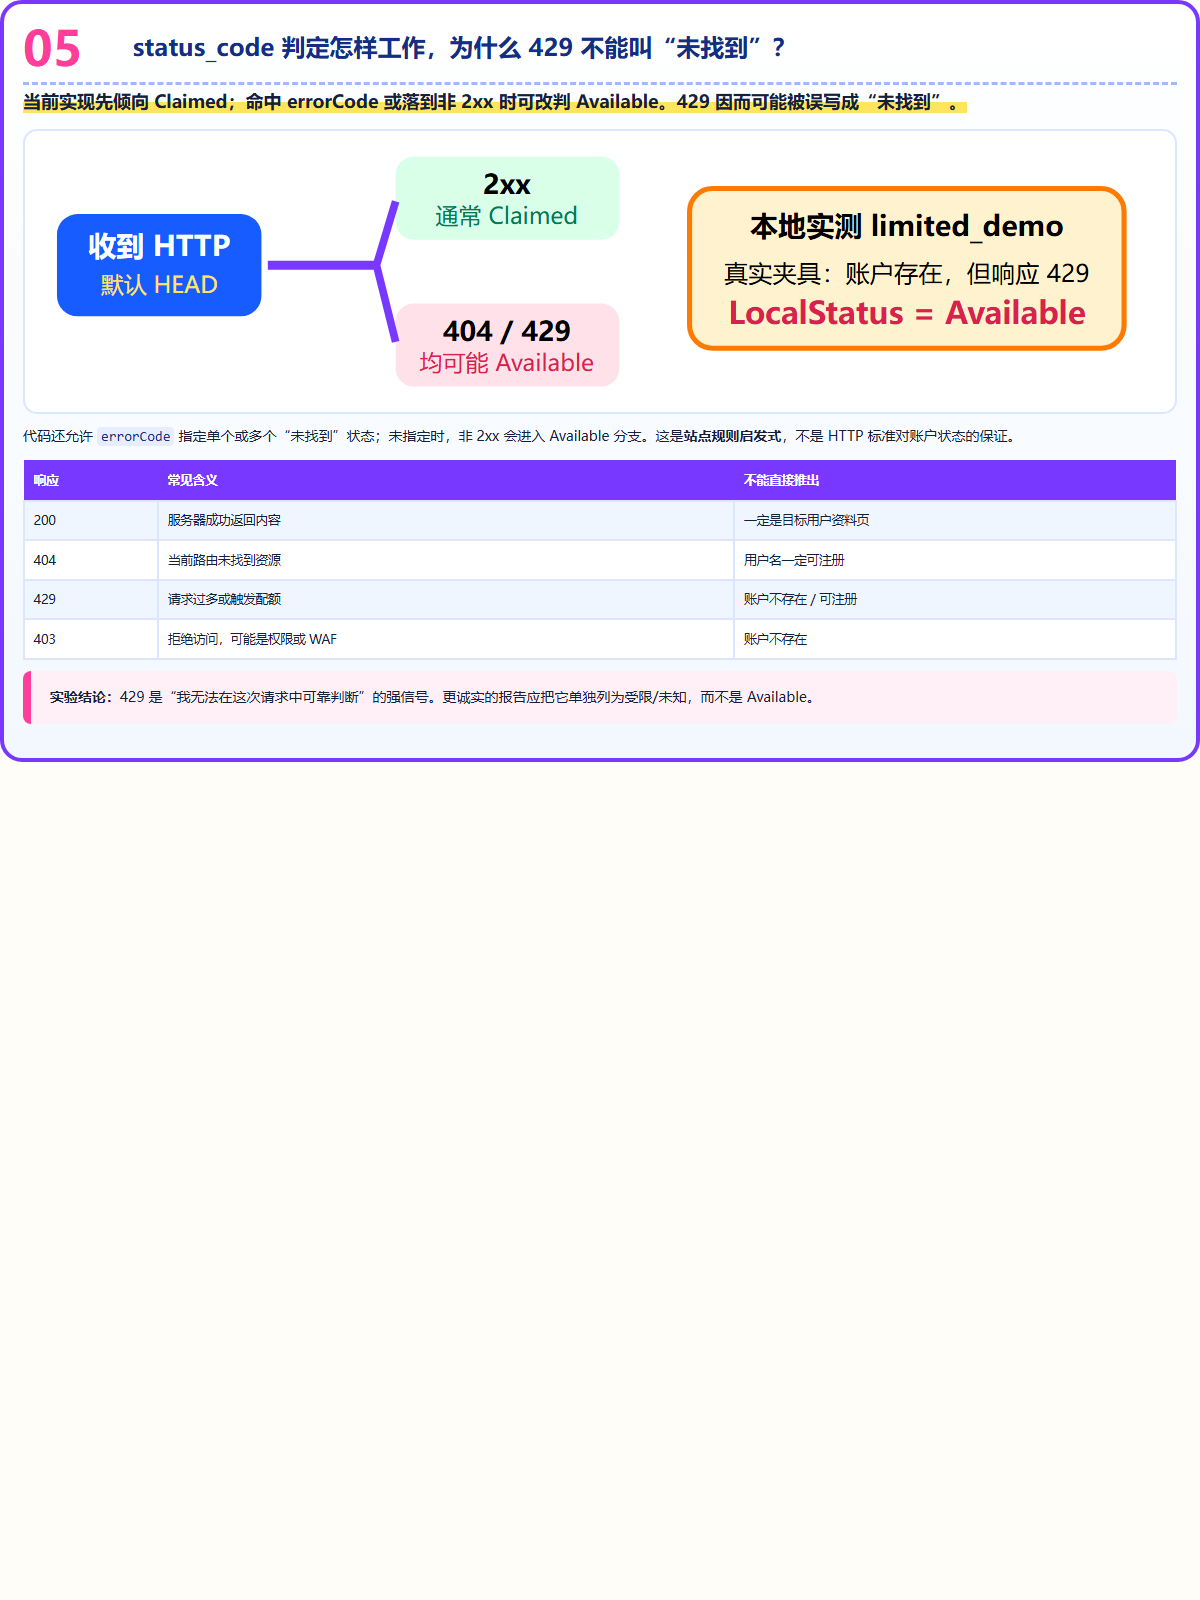 05 status_code 判定怎样工作，为什么 429 不能叫“未找到”？
当前实现先倾向 Claimed；命中 errorCode 或落到非 2xx 时可改判 Available。429 因而可能被误写成“未找到”。
收到 HTTP
默认 HEAD
2xx
通常 Claimed
404 / 429
均可能 Available
本地实测 limited_demo
真实夹具：账户存在，但响应 429
LocalStatus = Available
代码还允许 errorCode 指定单个或多个“未找到”状态；未指定时，非 2xx 会进入 Available 分支。这是站点规则启发式，不是 HTTP 标准对账户状态的保证。
响应 常见含义 不能直接推出
200 服务器成功返回内容 一定是目标用户资料页
404 当前路由未找到资源 用户名一定可注册
429 请求过多或触发配额 账户不存在 / 可注册
403 拒绝访问，可能是权限或 WAF 账户不存在
实验结论：429 是“我无法在这次请求中可靠判断”的强信号。更诚实的报告应把它单独列为受限/未知，而不是 Available。